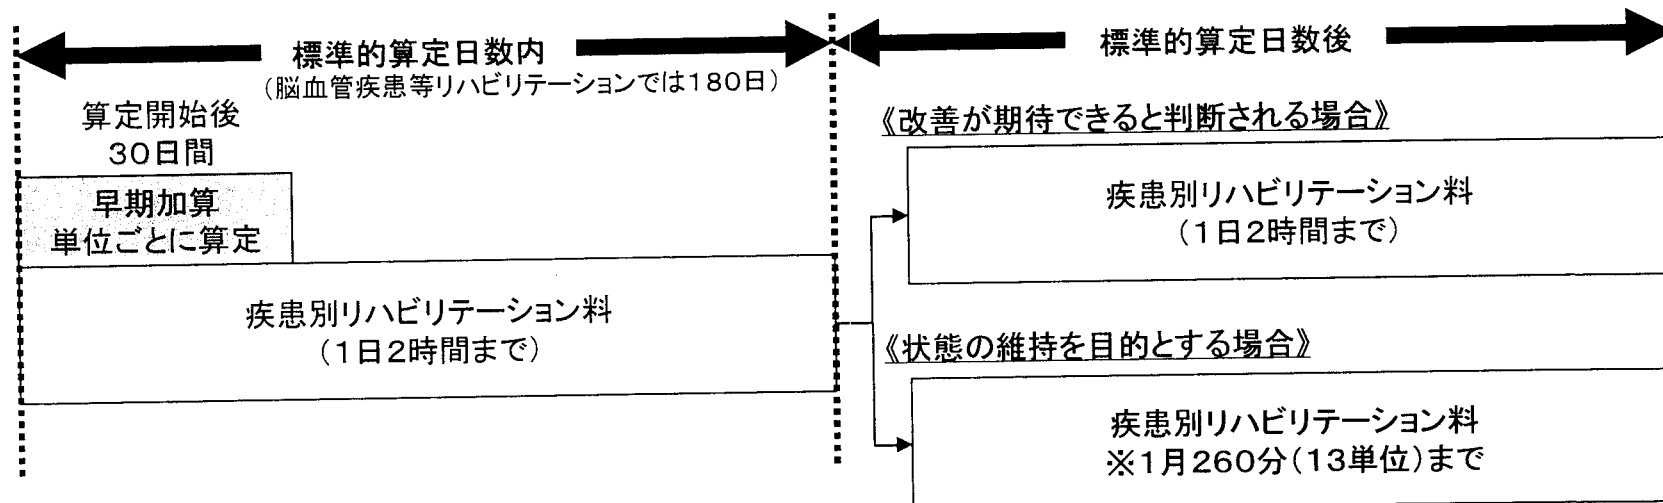 標準的算定日数内
（脳血管疾患等リハビリテーションでは１８０日）
算定開始後
３０日間
早期加算
単位ごとに算定
疾患別リハビリテーション料
（１日２時間まで）
標準的算定日数後
《改善が期待できると判断される場合》
疾患別リハビリテーション料
（１日２時間まで）
《状態の維持を目的とする場合》
疾患別リハビリテーション料
※１月２６０分（１３単位）まで